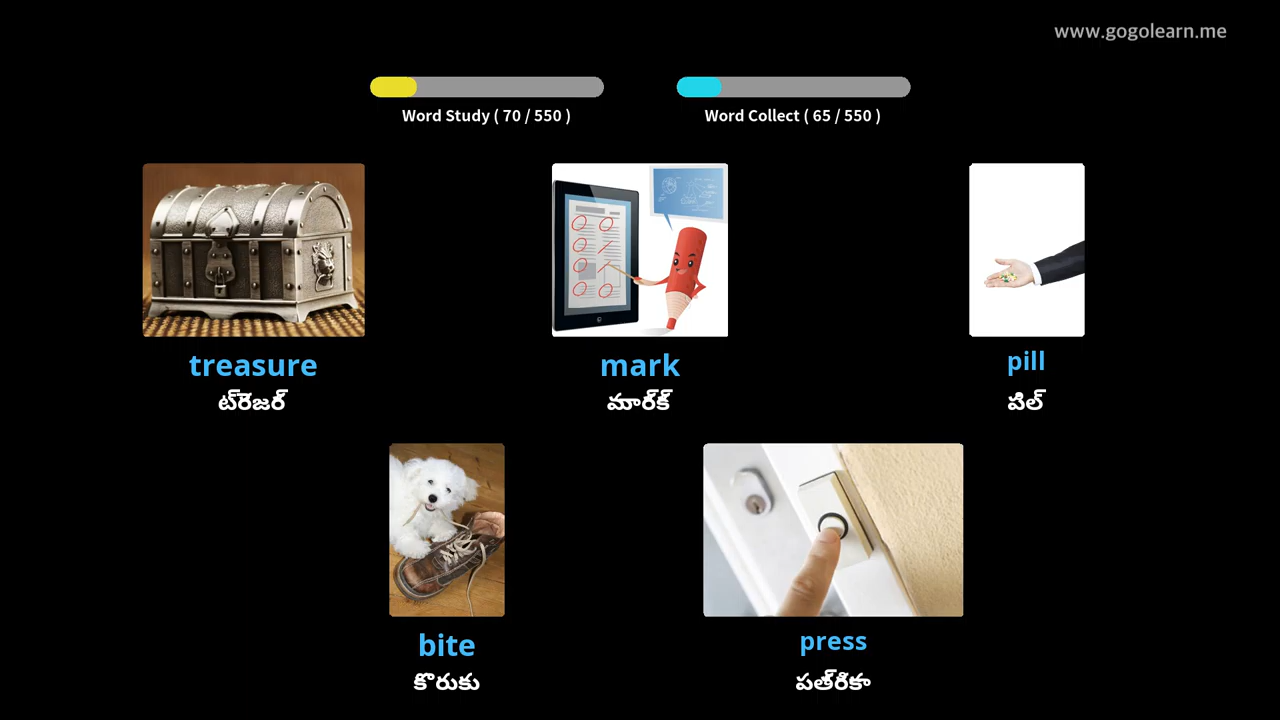 www.gogolearn.me
Word Study ( 70 / 550 )
Word Collect ( 65 / 550 )
treasure
ట్రెజర్
mark
మార్క్
pill
పిల్
bite
కొరుకు
press
పత్రికా